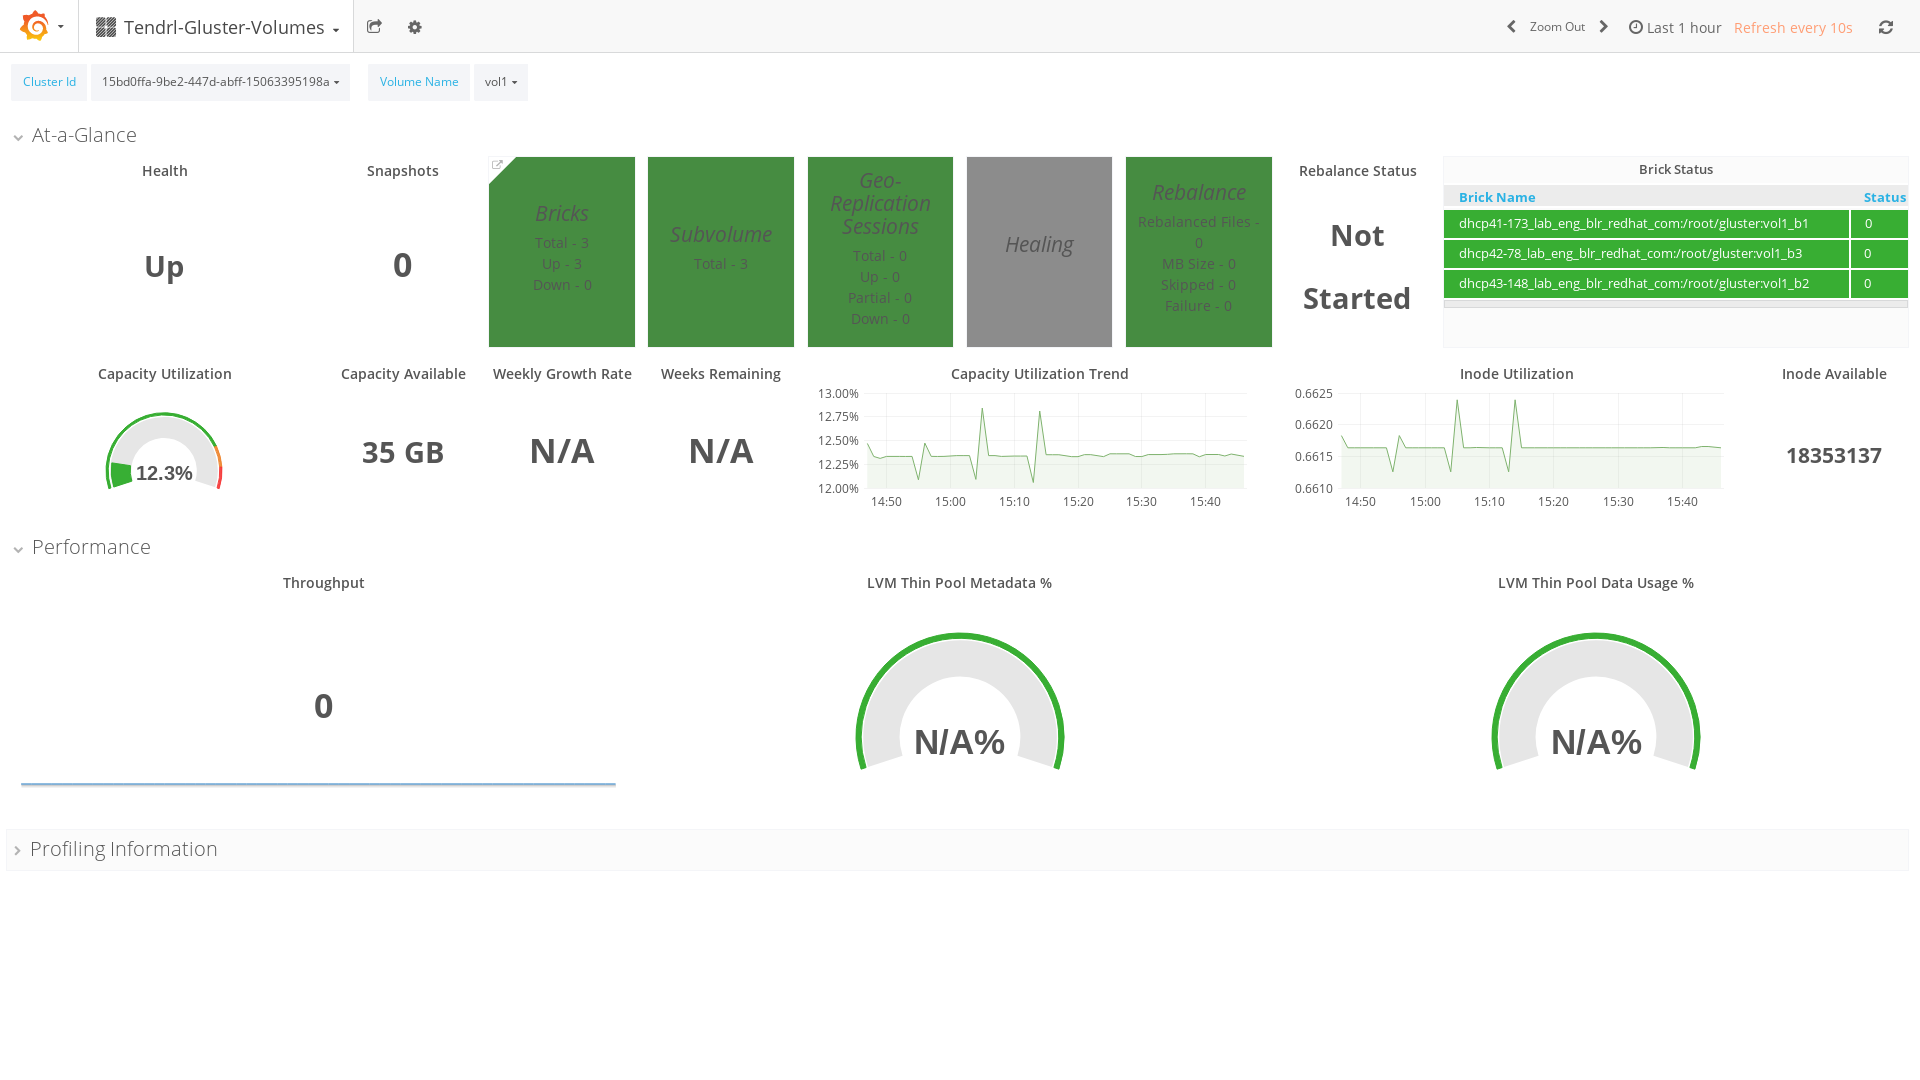 Tendrl-Gluster-Volumes
Zoom Out
Last 1 hour
Refresh every 10s
Cluster Id
15bd0ffa-9be2-447d-abff-15063395198a
Volume Name
vol1
At-a-Glance
Health
Up
Snapshots
0
Bricks
Total - 3
Up - 3
Down - 0
Subvolume
Total - 3
Geo-
Replication
Sessions
Total - 0
Up - 0
Partial - 0
Down - 0
Healing
Rebalance
Rebalanced Files -
0
MB Size - 0
Skipped - 0
Failure - 0
Rebalance Status
Not
Started
Brick Status
Brick Name Status
dhcp41-173_lab_eng_blr_redhat_com:/root/gluster:vol1_b1 0
dhcp42-78_lab_eng_blr_redhat_com:/root/gluster:vol1_b3 0
dhcp43-148_lab_eng_blr_redhat_com:/root/gluster:vol1_b2 0
Capacity Utilization
12.3%
Capacity Available
35 GB
Weekly Growth Rate
N/A
Weeks Remaining
N/A
Capacity Utilization Trend
13.00%
12.75%
12.50%
12.25%
12.00%
14:50 15:00 15:10 15:20 15:30 15:40
Inode Utilization
0.6625
0.6620
0.6615
0.6610
14:50 15:00 15:10 15:20 15:30 15:40
Inode Available
18353137
Performance
Throughput
0
LVM Thin Pool Metadata %
N/A%
LVM Thin Pool Data Usage %
N/A%
Profiling Information